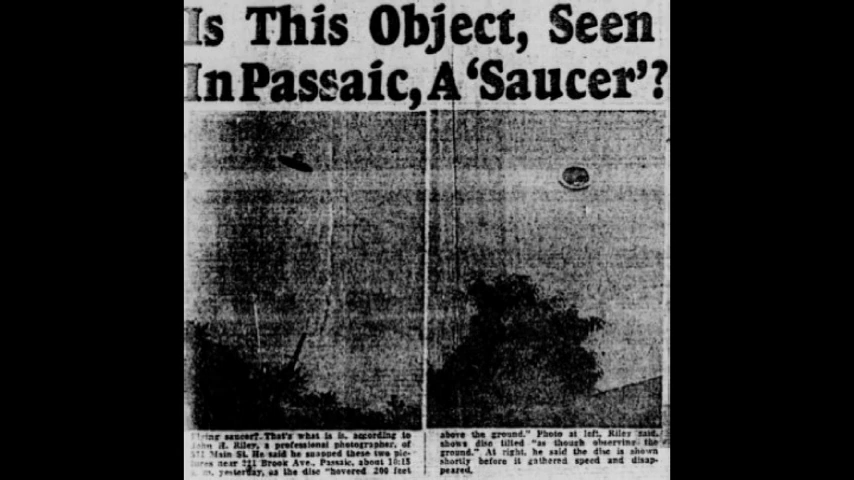 Is This Object, Seen
In Passaic, A 'Saucer'?
Flying saucer? That's what is is, according to
John H. Riley, a professional photographer, of
Main St. He said he snapped these two pic-
tures near 221 Brook Ave., Passaic, about 10:15
yesterday, as the disc "hovered 200 feet
above the ground." Photo at left, Riley said,
shows disc tilted "as though observing the
ground." At right, he said the disc is shown
shortly before it gathered speed and disap-
peared.